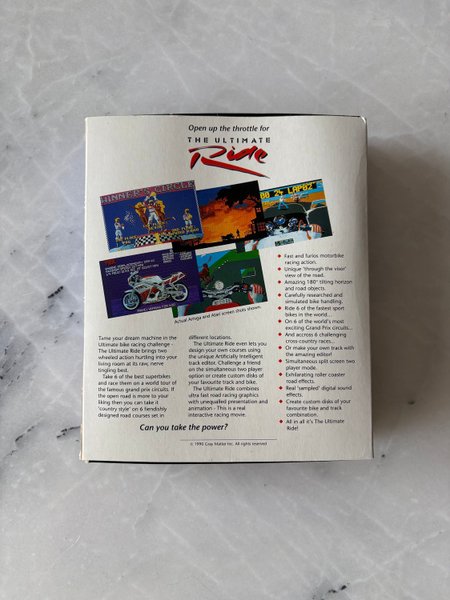 Open up the throttle for
THE ULTIMATE
Ride
WINNER'S CIRCLE
LAP02
Actual Amiga and Atari screen shots shown
Tame your dream machine in the
Ultimate bike racing challenge -
The Ultimate Ride brings two
wheeled action hurtling into your
living room at its raw, nerve
tingling best.
Take 6 of the best superbikes
and race them on a world tour of
the famous grand prix circuits. If
the open road is more to your
liking then you can take it
'country style' on 6 fiendishly
designed road courses set in
different locations.
The Ultimate Ride even lets you
design your own courses using
the unique Artificially Intelligent
track editor. Challenge a friend
on the simultaneous two player
option or create custom disks of
your favourite track and bike.
The Ultimate Ride combines
ultra fast road racing graphics
with unequalled presentation and
animation - This is a real
interactive racing movie.
Fast and furios motorbike
racing action.
Unique 'through the visor'
view of the road.
Amazing 180° tilting horizon
and road objects.
Carefully researched and
simulated bike handling.
Ride 6 of the fastest sport
bikes in the world...
On 6 of the world's most
exciting Grand-Prix circuits...
And accross 6 challenging
cross-country races...
Or make your own track with
the amazing editor!
Simultaneous split screen two
player mode.
Exhilarating roller coaster
road effects.
Real 'sampled' digital sound
effects.
Create custom disks of your
favourite bike and track
combination.
All in all it's The Ultimate
Ride!
Can you take the power?
© 1990 Gray Matter Inc. All rights reserved